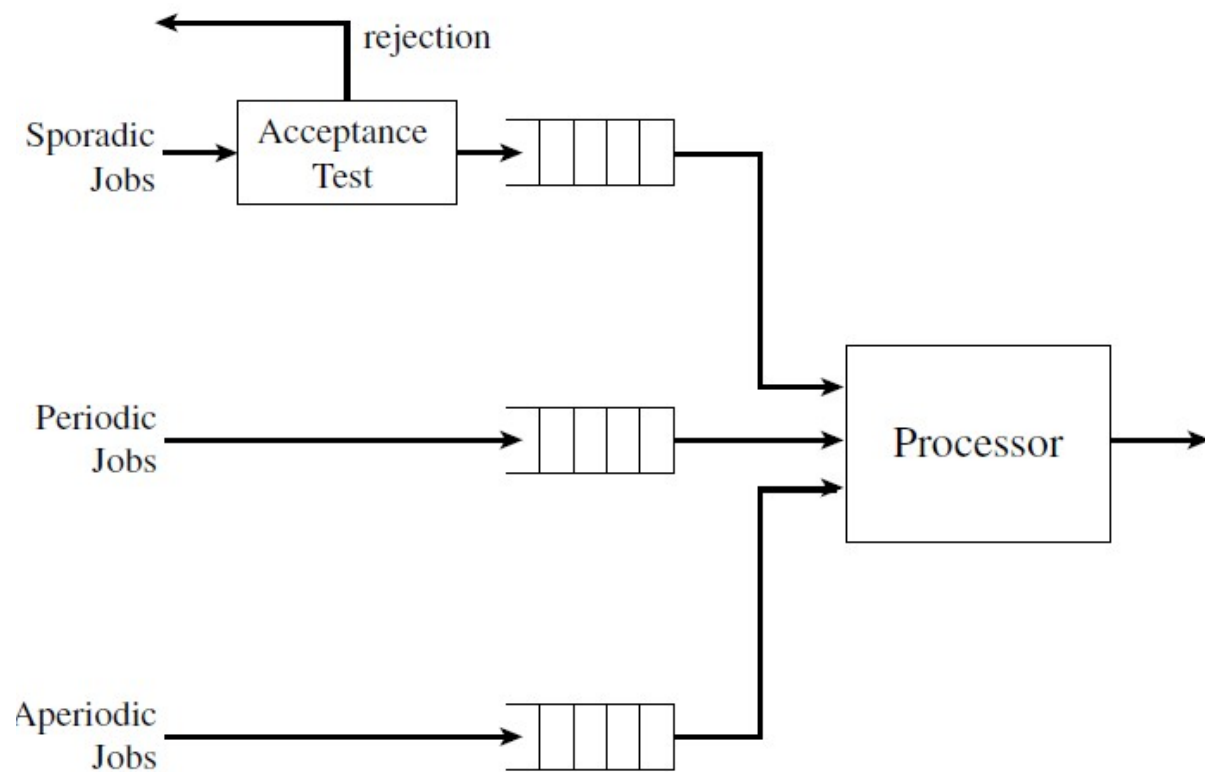 rejection
Sporadic
Jobs
Acceptance
Test
Periodic
Jobs
Processor
Aperiodic
Jobs